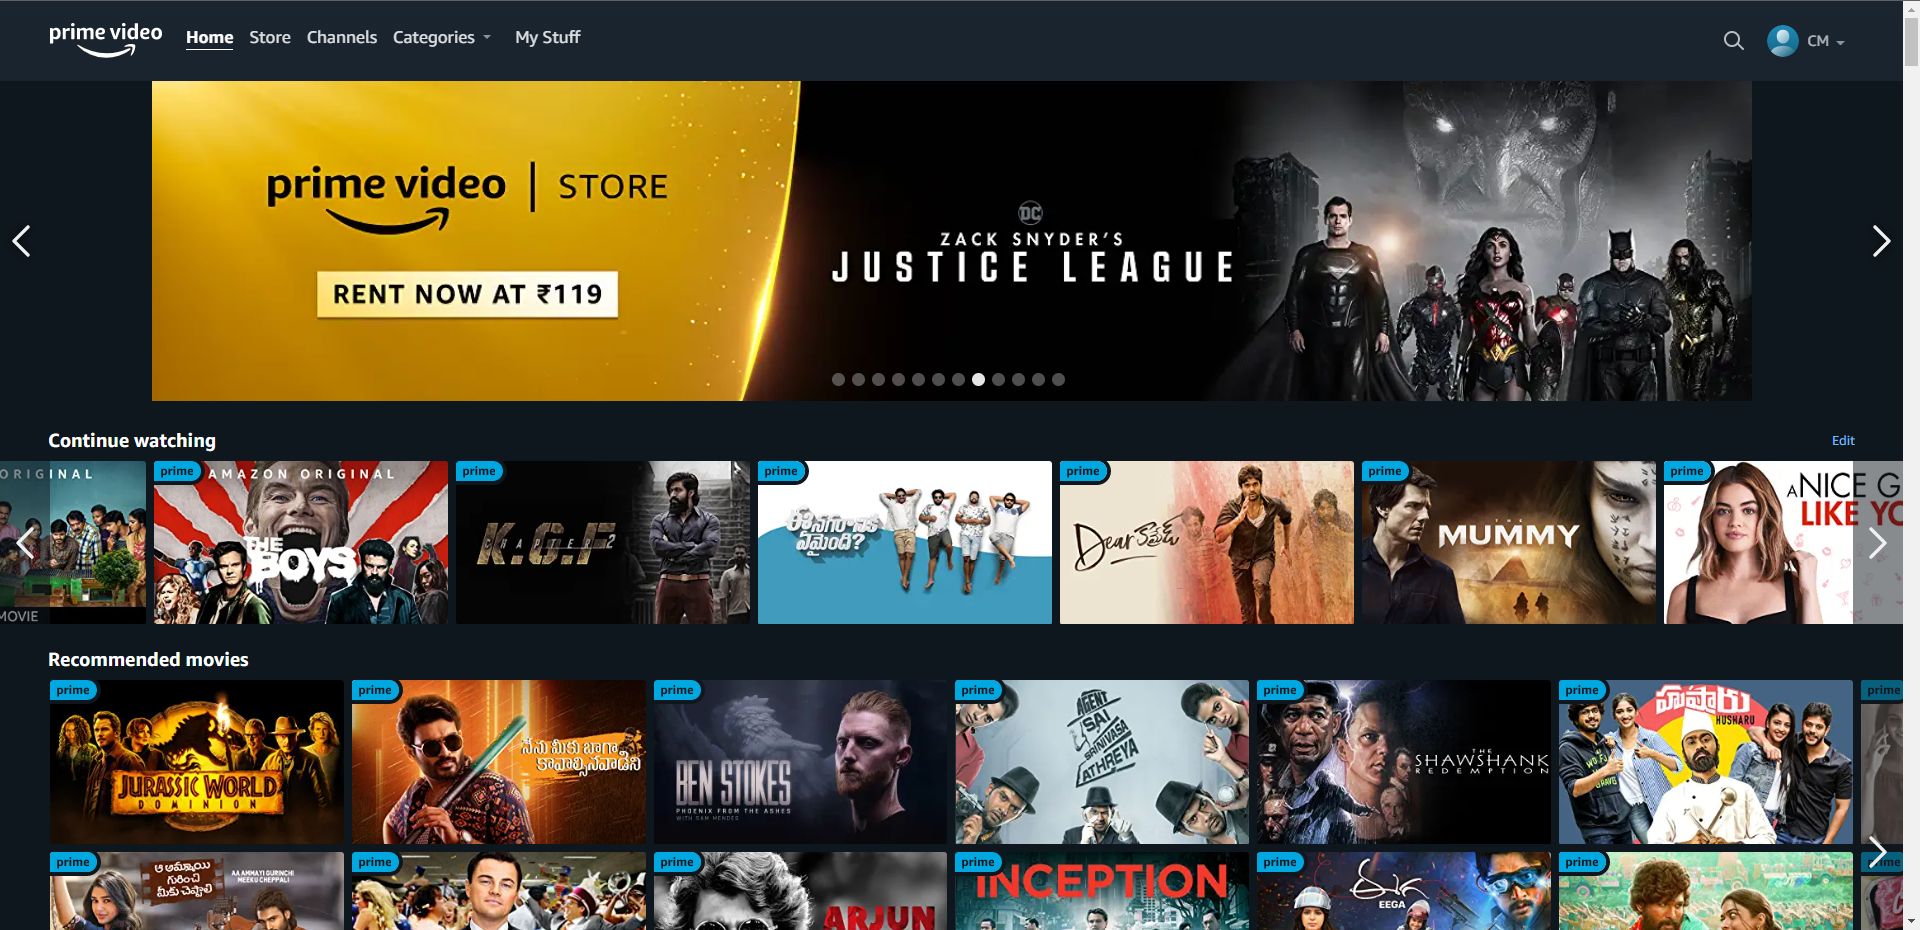 prime video
Home
Store
Channels
Categories
My Stuff
CM
prime video | STORE
RENT NOW AT ₹119
DC
ZACK SNYDER'S
JUSTICE LEAGUE
Continue watching
Edit
ORIGINAL
MOVIE
prime
AMAZON ORIGINAL
THE
BOYS
prime
K.G.F
CHAPTER 2
prime
ఈ నగరానికి
ఏమైంది?
prime
Dear కామ్రేడ్
prime
THE
MUMMY
prime
A NICE G
LIKE YO
Recommended movies
prime
JURASSIC WORLD
DOMINION
prime
నేను మీకు బాగా
కావాల్సినవాడిని
prime
BEN STOKES
PHOENIX FROM THE ASHES
WITH SAM MENDES
prime
AGENT
SAI
SRINIVASA
ATHREYA
prime
THE
SHAWSHANK
REDEMPTION
prime
హుషారు
HUSHARU
prime
prime
ఆ అమ్మాయి
గురించి
మీకు చెప్పాలి
AA AMMAYI GURINCHI
MEEKU CHEPPALI
prime
prime
ARJUN
prime
INCEPTION
prime
ఈగ
EEGA
prime
prime